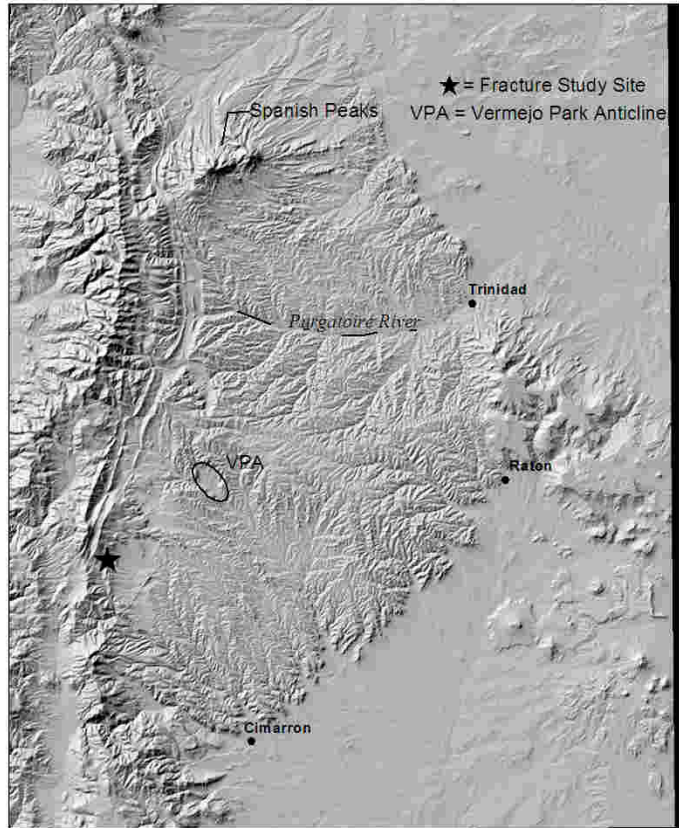 ★ = Fracture Study Site
Spanish Peaks
VPA = Vermejo Park Anticline
Trinidad
Purgatoire River
VPA
Raton
Cimarron